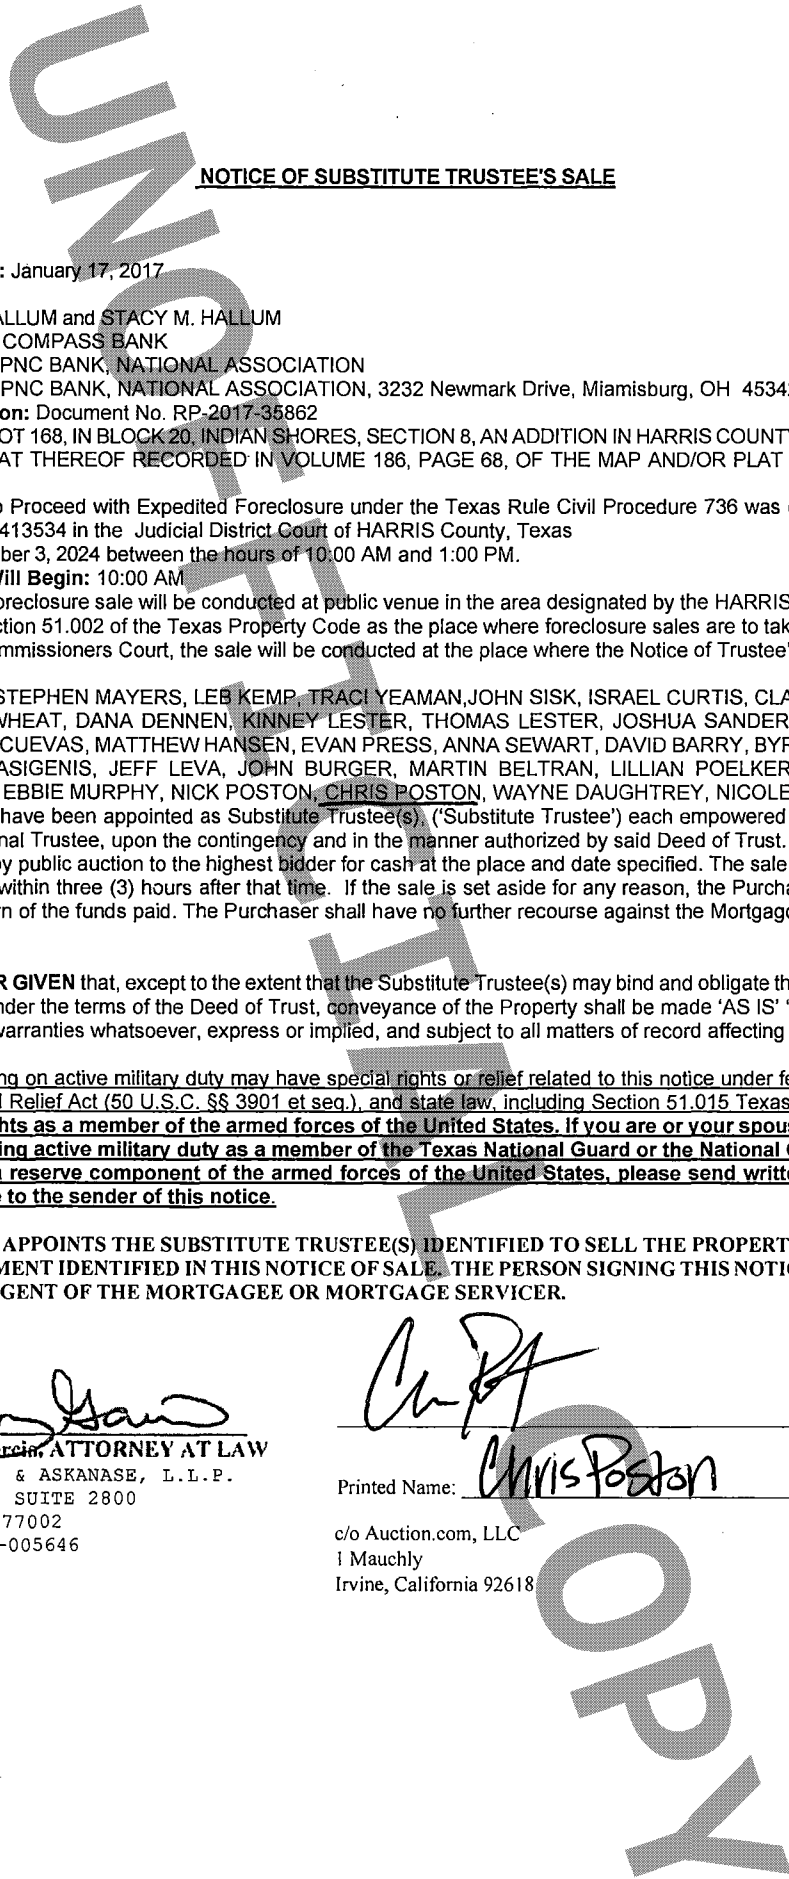 NOTICE OF SUBSTITUTE TRUSTEE'S SALE
: January 17, 2017
ALLUM and STACY M. HALLUM
COMPASS BANK
PNC BANK, NATIONAL ASSOCIATION
PNC BANK, NATIONAL ASSOCIATION, 3232 Newmark Drive, Miamisburg, OH 4534
on: Document No. RP-2017-35862
OT 168, IN BLOCK 20, INDIAN SHORES, SECTION 8, AN ADDITION IN HARRIS COUNT
AT THEREOF RECORDED IN VOLUME 186, PAGE 68, OF THE MAP AND/OR PLAT
o Proceed with Expedited Foreclosure under the Texas Rule Civil Procedure 736 was
413534 in the Judicial District Court of HARRIS County, Texas
ber 3, 2024 between the hours of 10:00 AM and 1:00 PM.
Will Begin: 10:00 AM
oreclosure sale will be conducted at public venue in the area designated by the HARRIS
ction 51.002 of the Texas Property Code as the place where foreclosure sales are to tak
mmissioners Court, the sale will be conducted at the place where the Notice of Trustee'
STEPHEN MAYERS, LEB KEMP, TRACI YEAMAN,JOHN SISK, ISRAEL CURTIS, CLA
WHEAT, DANA DENNEN, KINNEY LESTER, THOMAS LESTER, JOSHUA SANDER
CUEVAS, MATTHEW HANSEN, EVAN PRESS, ANNA SEWART, DAVID BARRY, BYR
ASIGENIS, JEFF LEVA, JOHN BURGER, MARTIN BELTRAN, LILLIAN POELKER
EBBIE MURPHY, NICK POSTON, CHRIS POSTON, WAYNE DAUGHTREY, NICOLE
have been appointed as Substitute Trustee(s), ('Substitute Trustee') each empowered
nal Trustee, upon the contingency and in the manner authorized by said Deed of Trust.
by public auction to the highest bidder for cash at the place and date specified. The sale
within three (3) hours after that time. If the sale is set aside for any reason, the Purcha
rn of the funds paid. The Purchaser shall have no further recourse against the Mortgag
R GIVEN that, except to the extent that the Substitute Trustee(s) may bind and obligate th
nder the terms of the Deed of Trust, conveyance of the Property shall be made 'AS IS' '
warranties whatsoever, express or implied, and subject to all matters of record affecting
ng on active military duty may have special rights or relief related to this notice under fe
l Relief Act (50 U.S.C. §§ 3901 et seq.), and state law, including Section 51.015 Texas
hts as a member of the armed forces of the United States. If you are or your spous
ing active military duty as a member of the Texas National Guard or the National
a reserve component of the armed forces of the United States, please send writte
e to the sender of this notice.
APPOINTS THE SUBSTITUTE TRUSTEE(S) IDENTIFIED TO SELL THE PROPERT
MENT IDENTIFIED IN THIS NOTICE OF SALE. THE PERSON SIGNING THIS NOTI
GENT OF THE MORTGAGEE OR MORTGAGE SERVICER.
rcia, ATTORNEY AT LAW
& ASKANASE, L.L.P.
SUITE 2800
77002
-005646
Printed Name: Chris Poston
c/o Auction.com, LLC
1 Mauchly
Irvine, California 92618
UNOFFICIAL COPY